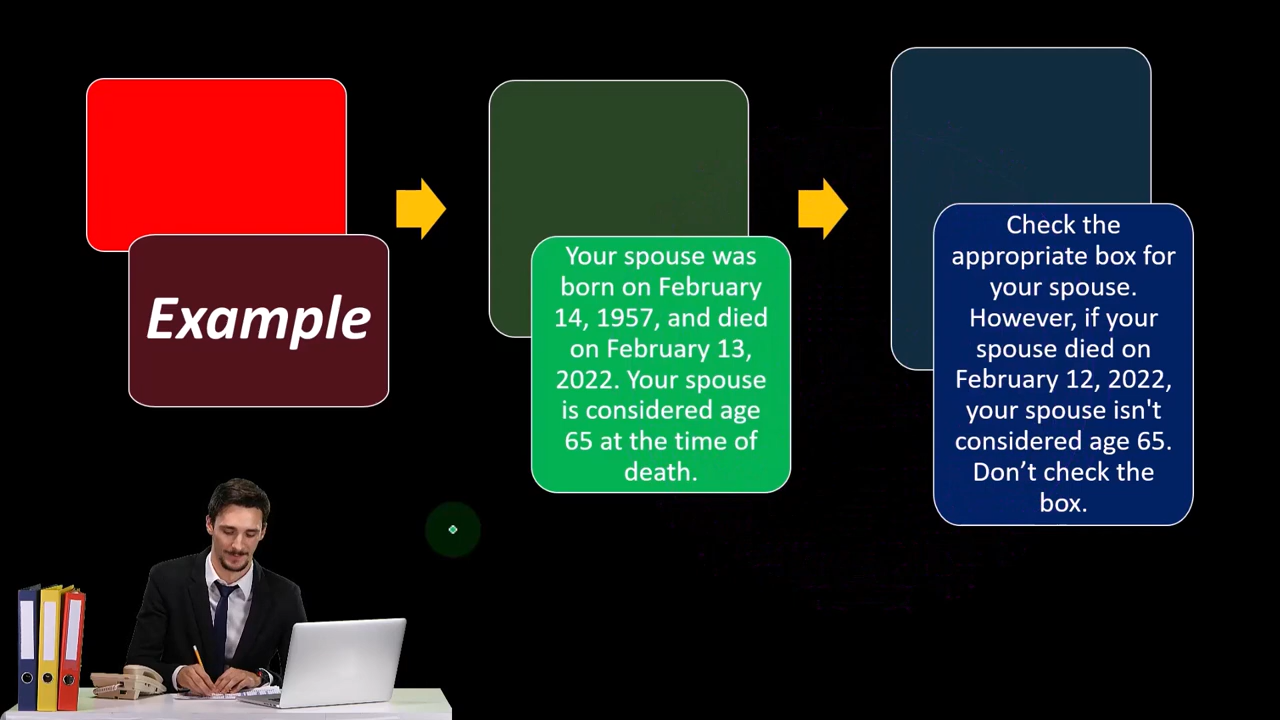 Example
Your spouse was
born on February
14, 1957, and died
on February 13,
2022. Your spouse
is considered age
65 at the time of
death.
Check the
appropriate box for
your spouse.
However, if your
spouse died on
February 12, 2022,
your spouse isn't
considered age 65.
Don’t check the
box.